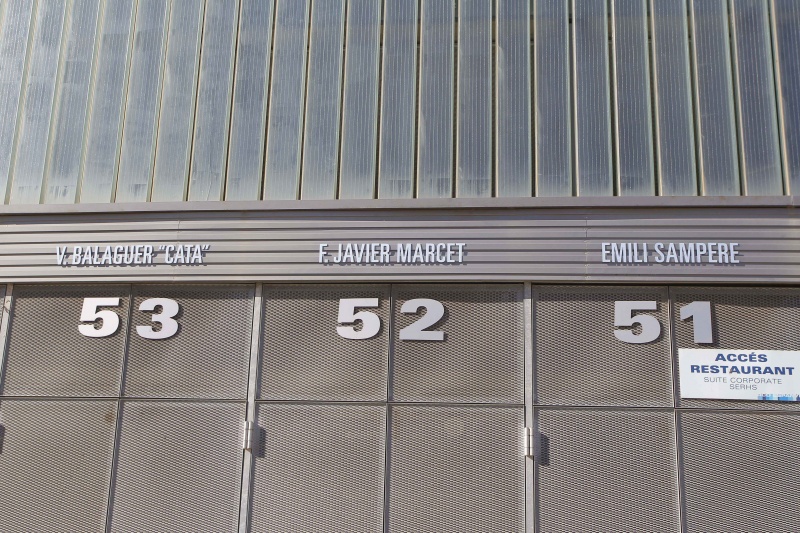 V. BALAGUER "CATA"
F. JAVIER MARCET
EMILI SAMPERE
53
52
51
ACCÉS
RESTAURANT
SUITE CORPORATE
SERHS